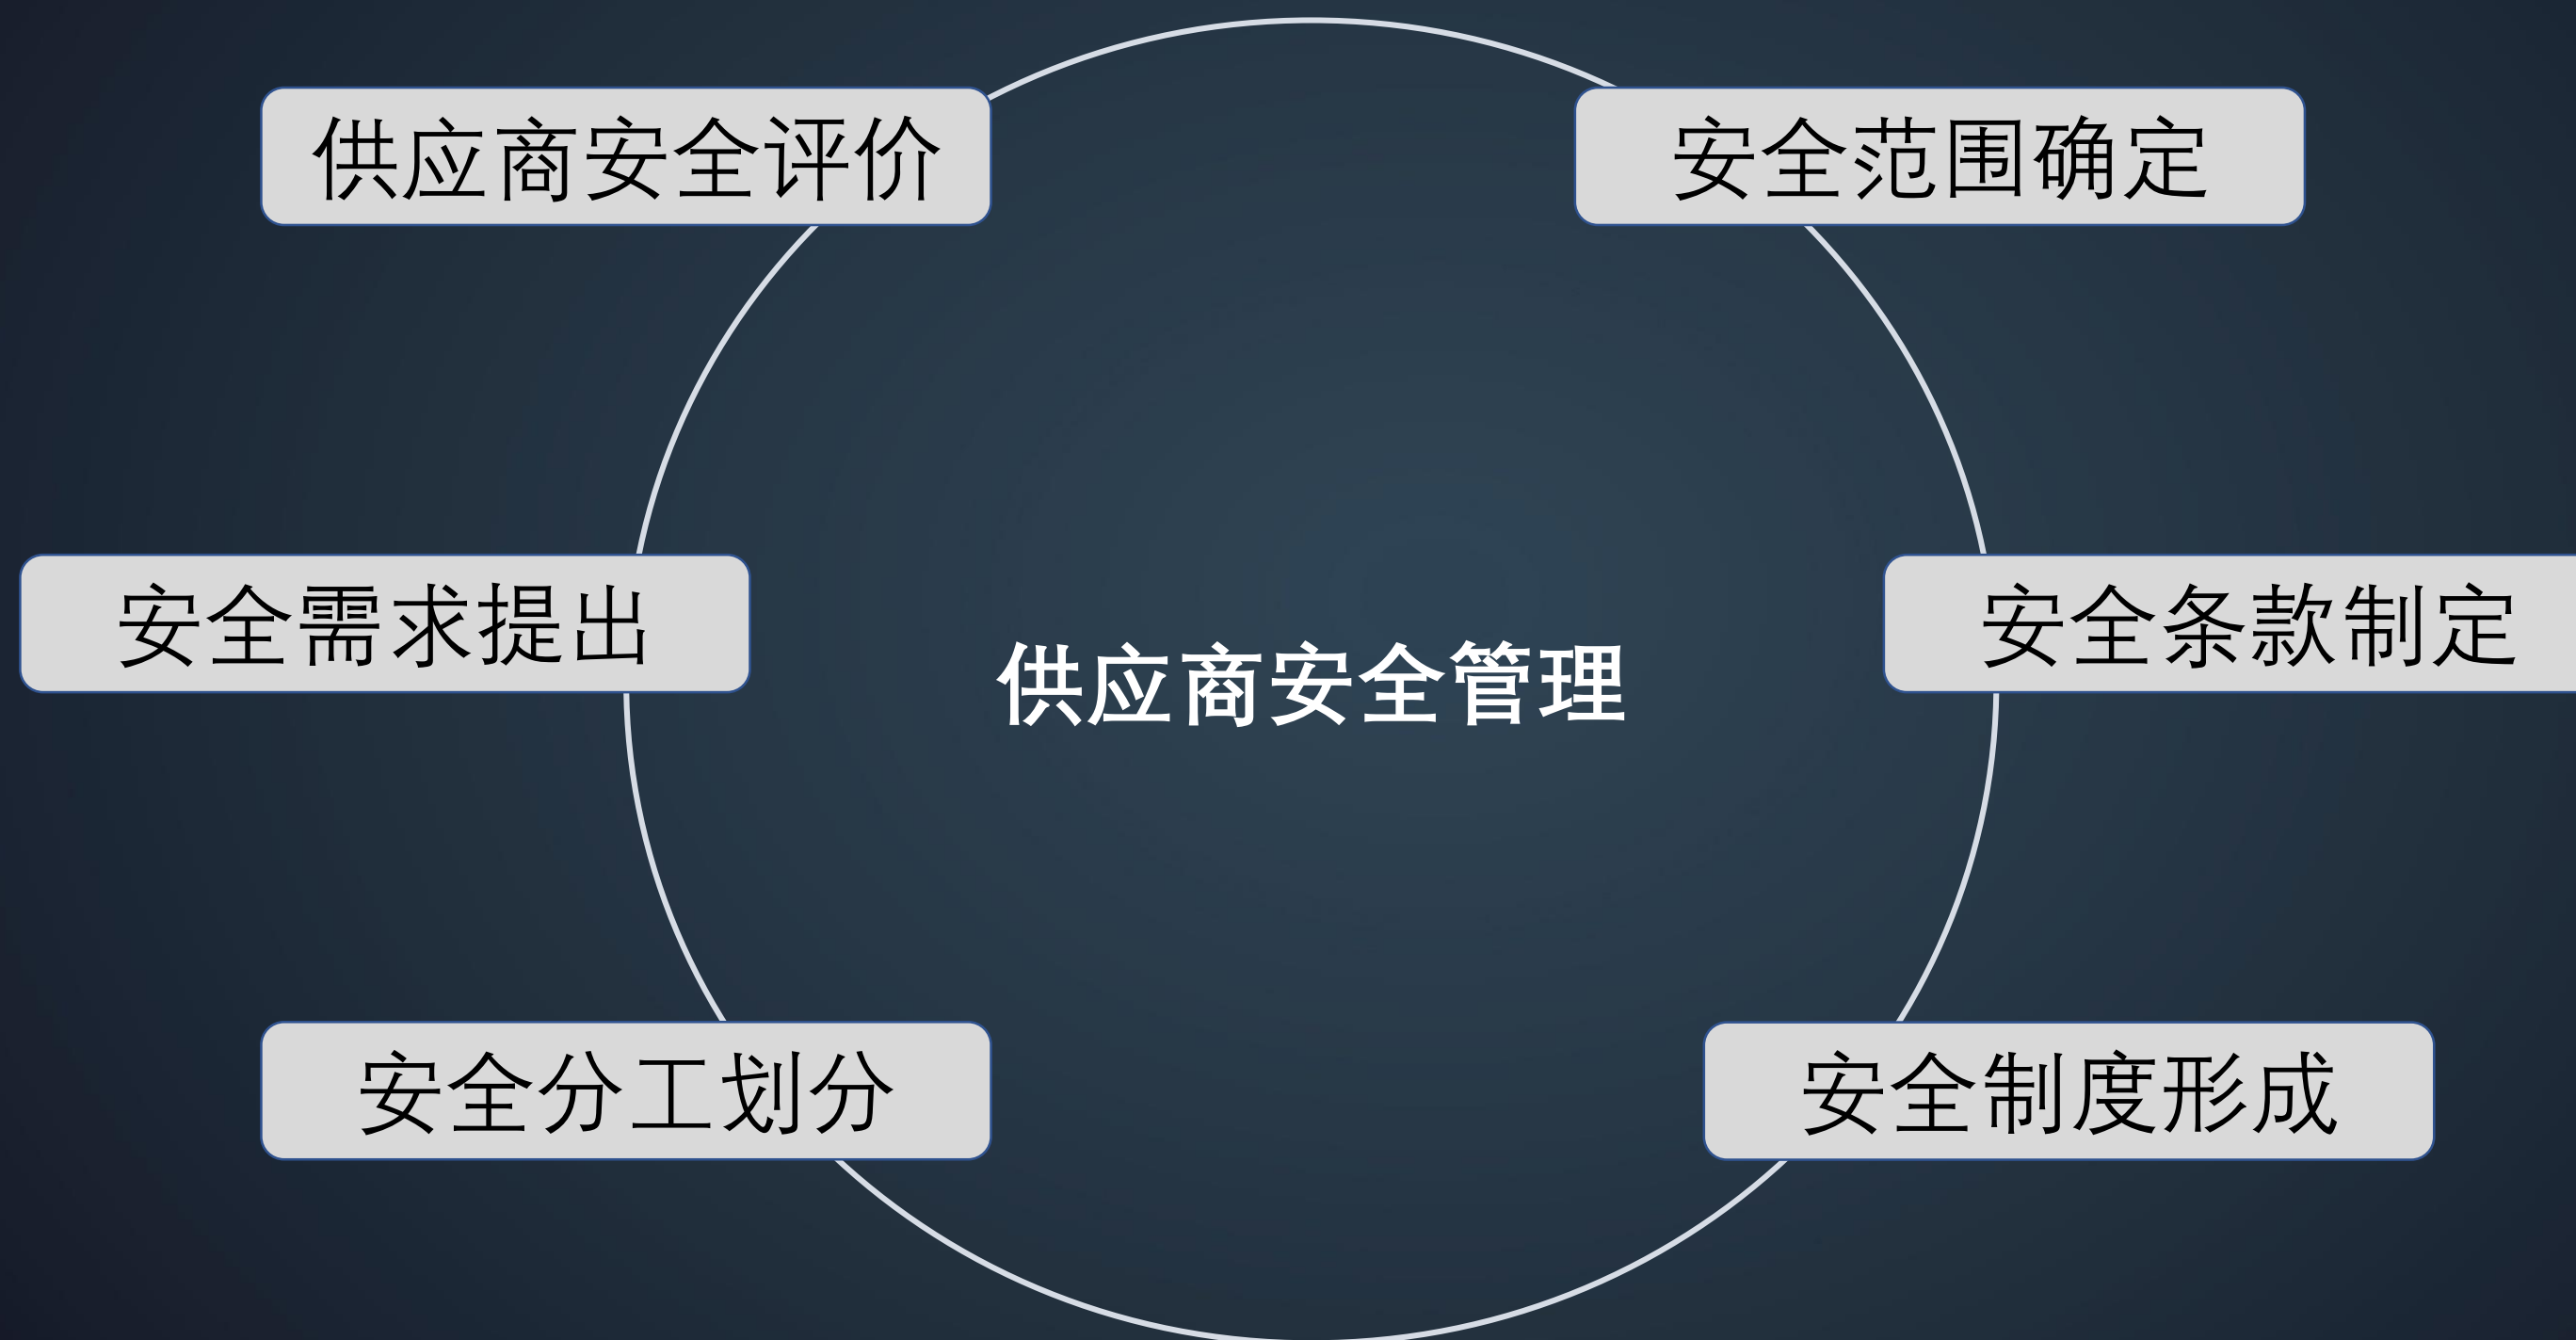 供应商安全评价
安全范围确定
安全需求提出
安全条款制定
供应商安全管理
安全分工划分
安全制度形成